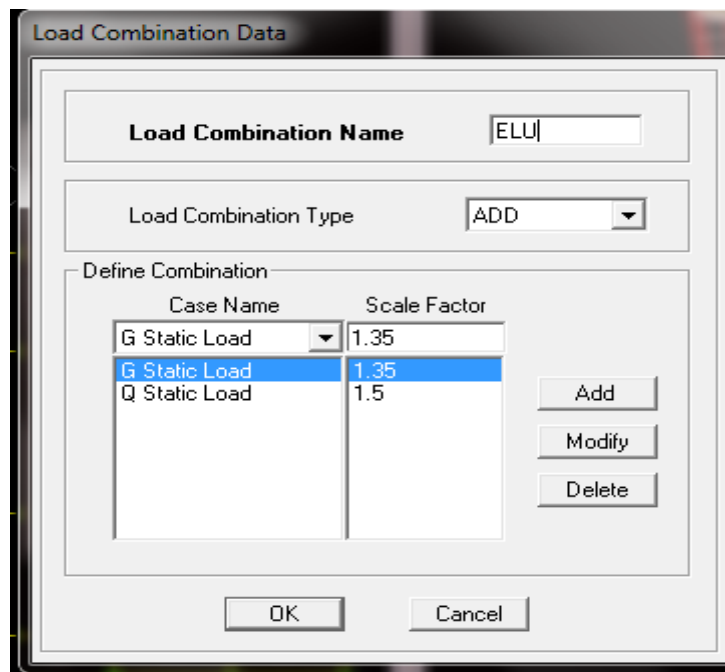 Load Combination Data
Load Combination Name ELU
Load Combination Type ADD
Define Combination
Case Name Scale Factor
G Static Load 1.35
G Static Load 1.35
Q Static Load 1.5
Add
Modify
Delete
OK Cancel